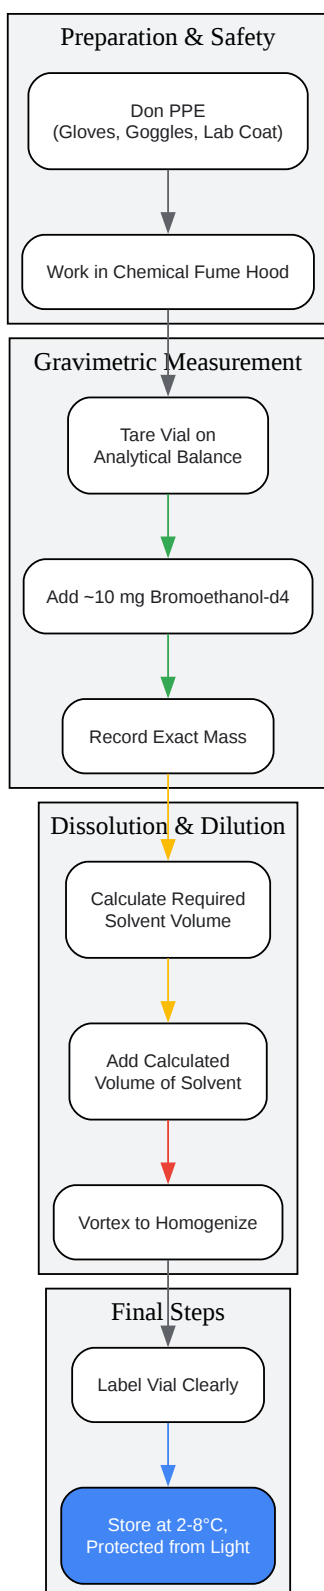 Preparation & Safety
Don PPE
(Gloves, Goggles, Lab Coat)
Work in Chemical Fume Hood
Gravimetric Measurement
Tare Vial on
Analytical Balance
Add ~10 mg Bromoethanol-d4
Record Exact Mass
Dissolution & Dilution
Calculate Required
Solvent Volume
Add Calculated
Volume of Solvent
Vortex to Homogenize
Final Steps
Label Vial Clearly
Store at 2-8°C,
Protected from Light